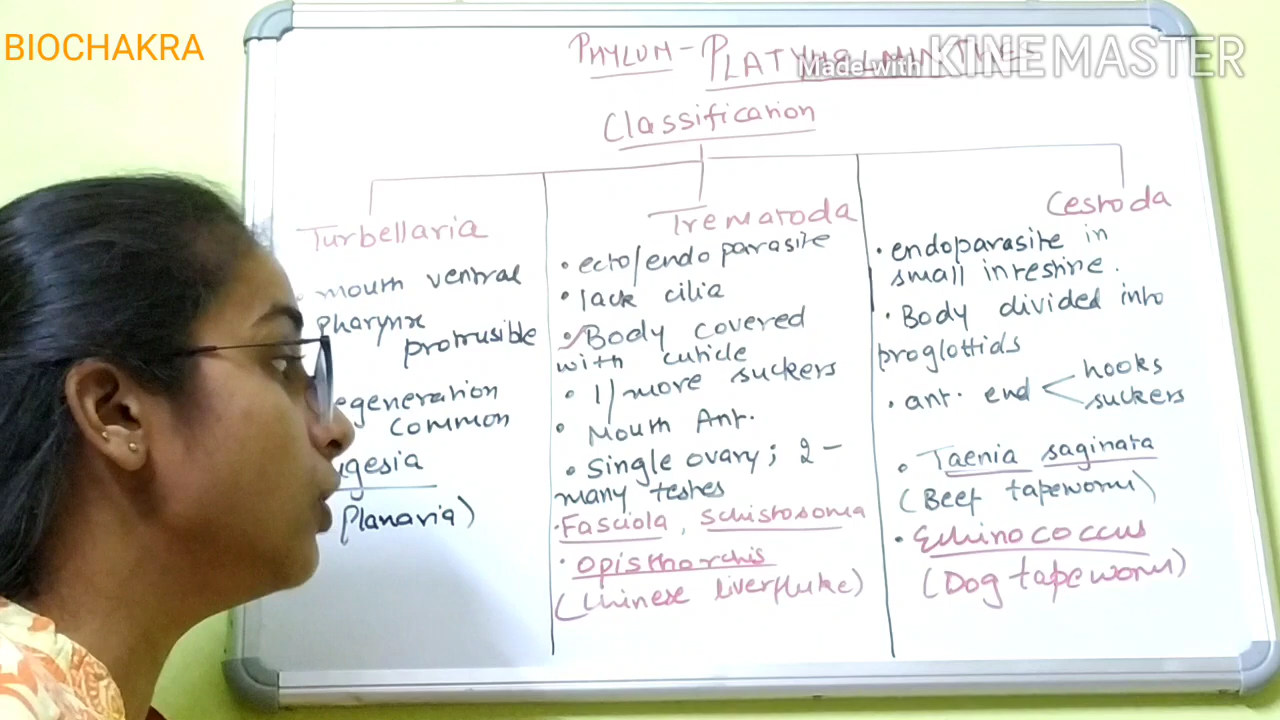 BIOCHAKRA
PHYLUM - PLATYHELMINTHES
Made with KINEMASTER
Classification
Turbellaria
mouth ventral
pharynx
protrusible
egeneration
common
gesia
Planaria)
Trematoda
• ecto/endo parasite
• lack cilia
• Body covered
with cuticle
• 1/more suckers
• Mouth Ant.
• Single ovary; 2-
many testes
• Fasciola, Schistosoma
• Opisthorchis
(Chinese liverfluke)
Cestoda
• endoparasite in
small intestine.
• Body divided into
proglottids
• ant. end < hooks
suckers
• Taenia saginata
(Beef tapeworm)
• Echinococcus
(Dog tapeworm)